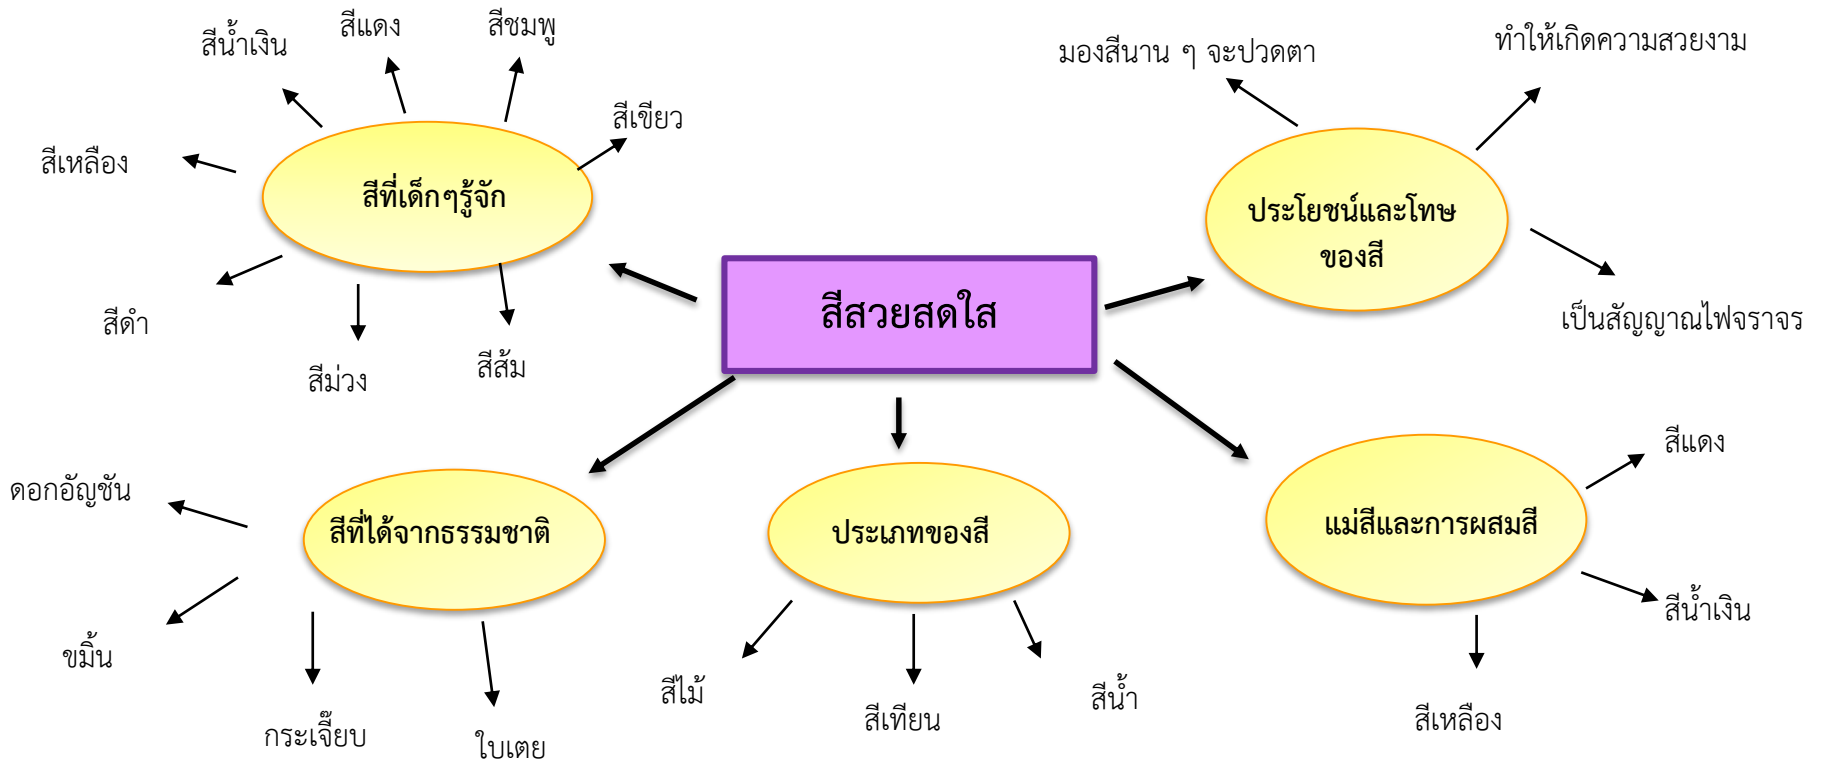 สีน้ำเงิน
สีแดง
สีชมพู
สีเขียว
สีเหลือง
สีที่เด็กๆรู้จัก
สีดำ
สีม่วง
สีส้ม
มองสีนาน ๆ จะปวดตา
ทำให้เกิดความสวยงาม
ประโยชน์และโทษ
ของสี
เป็นสัญญาณไฟจราจร
สีสวยสดใส
ดอกอัญชัน
สีที่ได้จากธรรมชาติ
ขมิ้น
กระเจี๊ยบ
ใบเตย
ประเภทของสี
สีไม้
สีเทียน
สีน้ำ
แม่สีและการผสมสี
สีแดง
สีน้ำเงิน
สีเหลือง